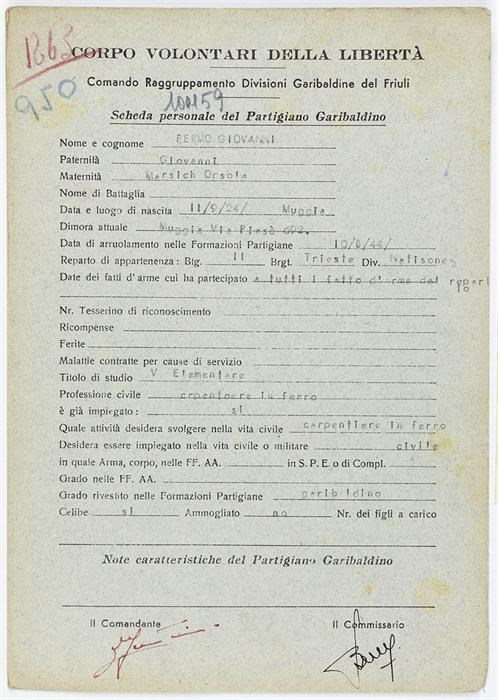 1865
CORPO VOLONTARI DELLA LIBERTÀ
Comando Raggruppamento Divisioni Garibaldine del Friuli
950
100159
Scheda personale del Partigiano Garibaldino
Nome e cognome FERMO GIOVANNI
Paternità Giovanni
Maternità Marsich Orsola
Nome di Battaglia
Data e luogo di nascita 11/9/24/ Muggia
Dimora attuale Muggia Via Pissò 692.
Data di arruolamento nelle Formazioni Partigiane 10/8/44/
Reparto di appartenenza: Btg. II Brgt. Trieste Div. Natisone
Date dei fatti d'arme cui ha partecipato a tutti i fatto d'arme del reparto
Nr. Tesserino di riconoscimento
Ricompense
Ferite
Malattie contratte per cause di servizio
Titolo di studio V Elementare
Professione civile crpentoere in ferro
è già impiegato: si
Quale attività desidera svolgere nella vita civile carpentiere in ferro
Desidera essere impiegato nella vita civile o militare civile
in quale Arma, corpo, nelle FF. AA. in S. P. E. o di Compl.
Grado nelle FF. AA.
Grado rivestito nelle Formazioni Partigiane garibaldino
Celibe si Ammogliato no Nr. dei figli a carico
Note caratteristiche del Partigiano Garibaldino
Il Comandante Il Commissario